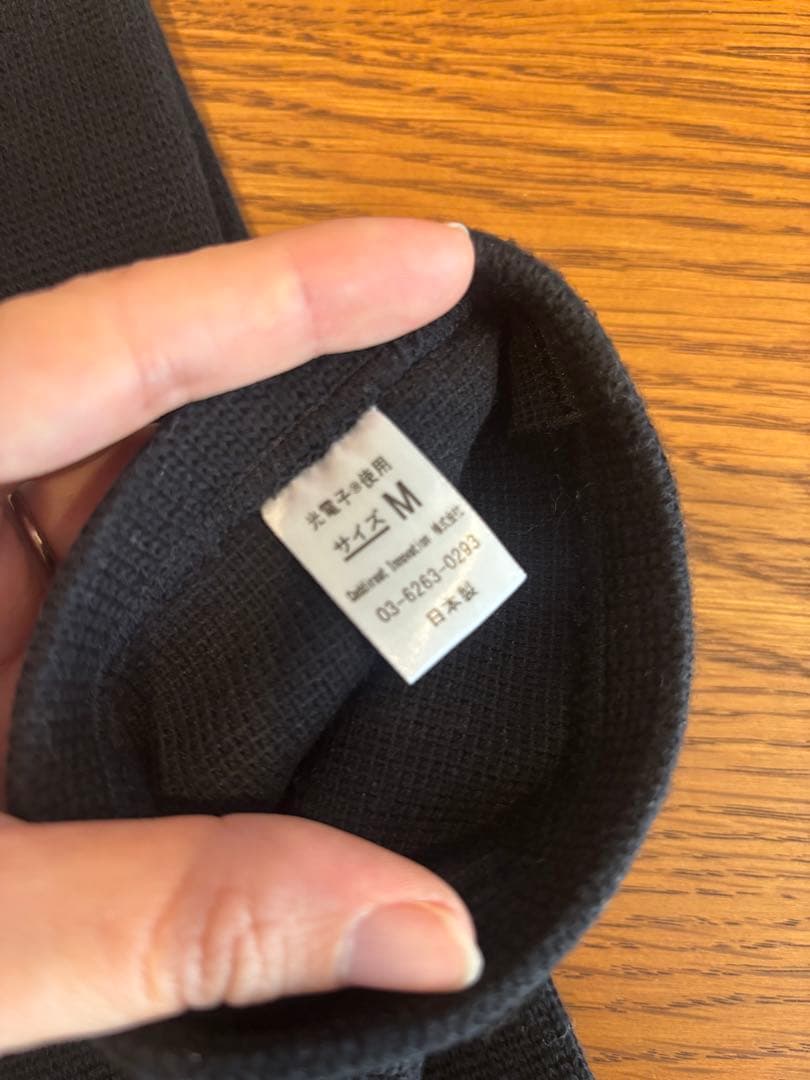 光電子®使用
サイズ M
Innovation 株式会社
03-6263-0293
日本製